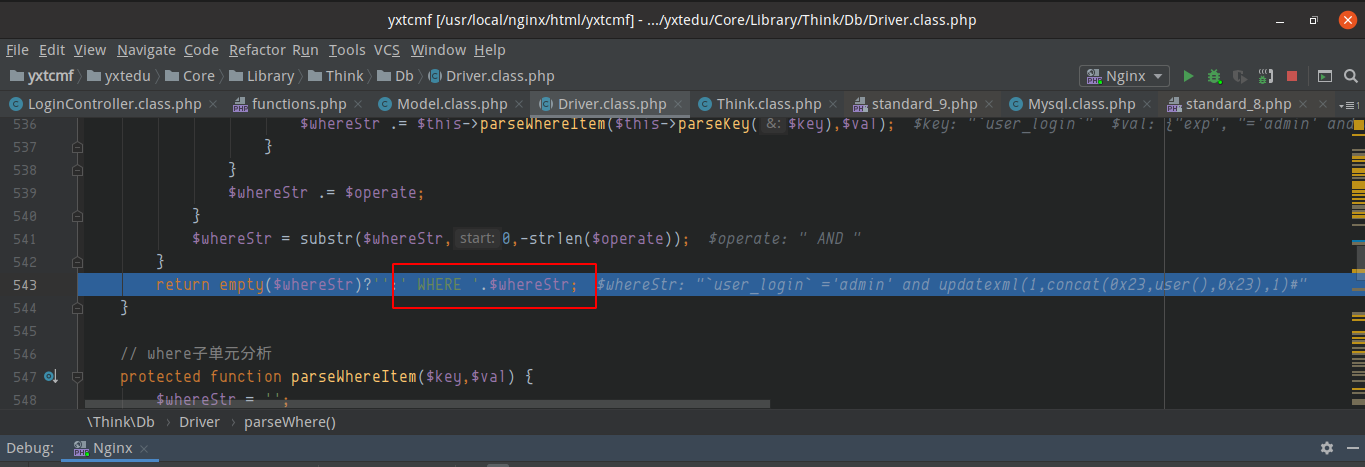 yxtcmf [/usr/local/nginx/html/yxtcmf] - .../yxtedu/Core/Library/Think/Db/Driver.class.php
File Edit View Navigate Code Refactor Run Tools VCS Window Help
yxtcmf yxtedu Core Library Think Db Driver.class.php Nginx
LoginController.class.php functions.php Model.class.php Driver.class.php Think.class.php standard_9.php Mysql.class.php standard_8.php
536 $whereStr .= $this->parseWhereItem($this->parseKey( &: $key),$val); $key: "`user_login`" $val: {"exp", "='admin' and
537 }
538 }
539 $whereStr .= $operate;
540 }
541 $whereStr = substr($whereStr, start: 0,-strlen($operate)); $operate: " AND "
542 }
543 return empty($whereStr)?'':' WHERE '.$whereStr; $whereStr: "`user_login` ='admin' and updatexml(1,concat(0x23,user(),0x23),1)#"
544 }
545
546 // where子单元分析
547 protected function parseWhereItem($key,$val) {
548 $whereStr = '';
\Think\Db › Driver › parseWhere()
Debug: Nginx